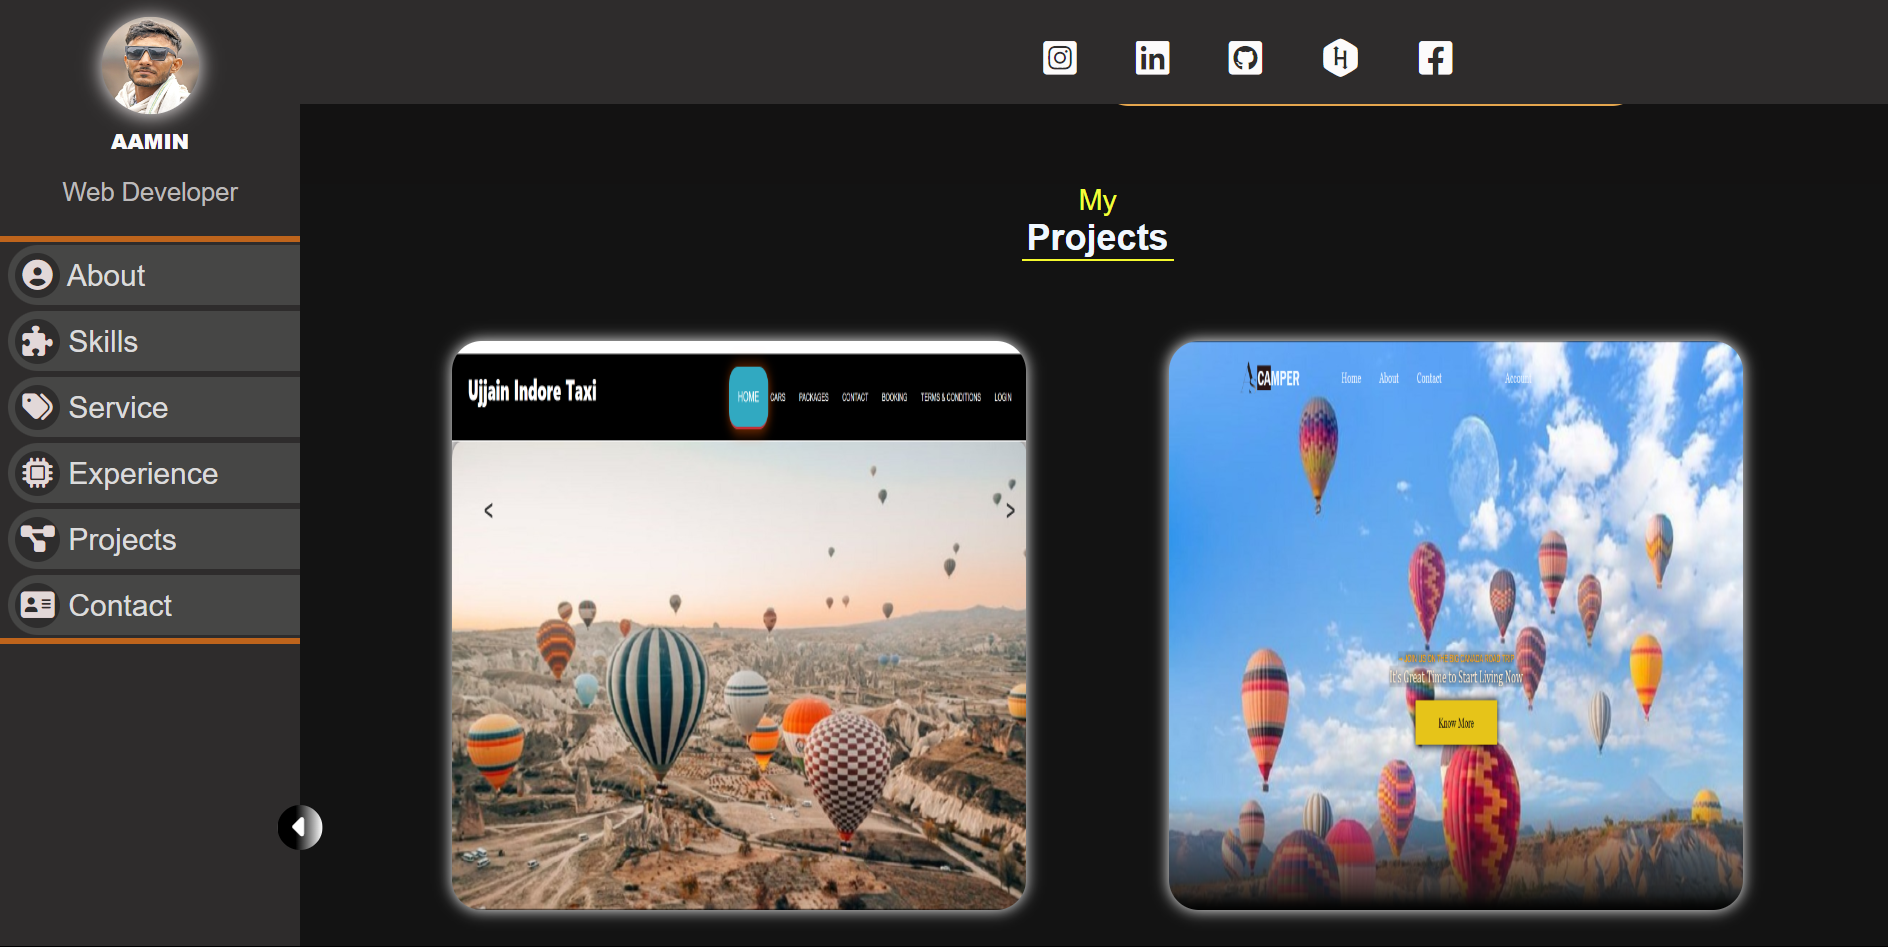 AAMIN
Web Developer
About
Skills
Service
Experience
Projects
Contact
My
Projects
Ujjain Indore Taxi
HOME CARS PACKAGES CONTACT BOOKING TERMS & CONDITIONS LOGIN
CAMPER
Home About Contact Account
It's Great Time to Start Living Now
Know More